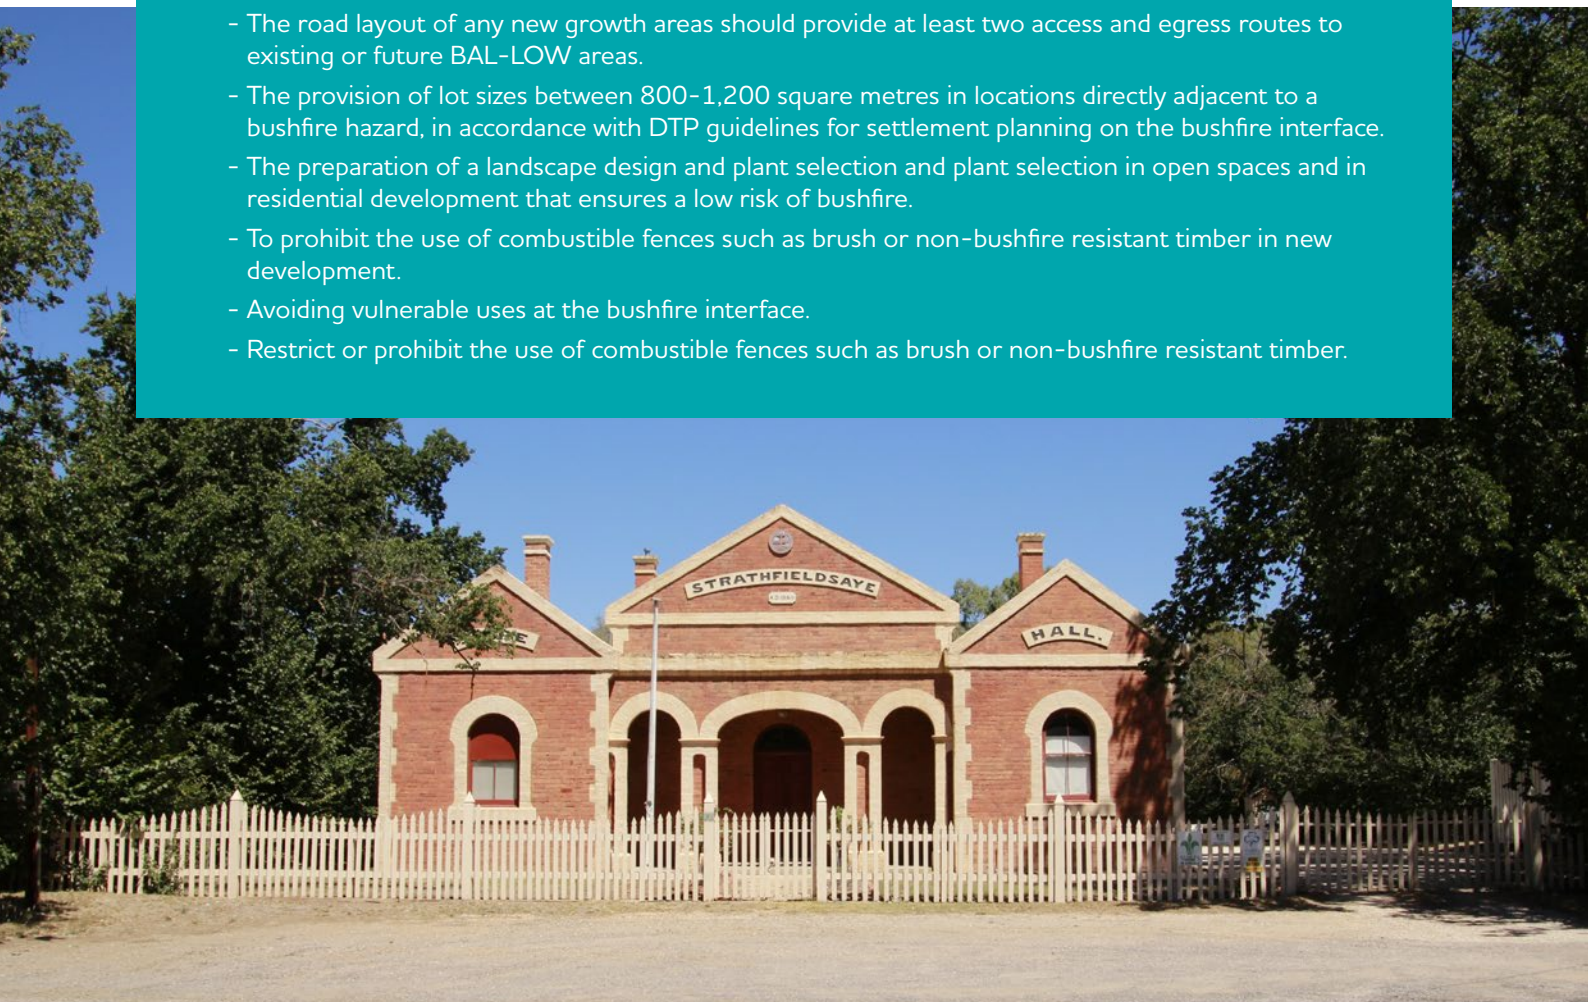 - The road layout of any new growth areas should provide at least two access and egress routes to
existing or future BAL-LOW areas.
- The provision of lot sizes between 800-1,200 square metres in locations directly adjacent to a
bushfire hazard, in accordance with DTP guidelines for settlement planning on the bushfire interface.
- The preparation of a landscape design and plant selection and plant selection in open spaces and in
residential development that ensures a low risk of bushfire.
- To prohibit the use of combustible fences such as brush or non-bushfire resistant timber in new
development.
- Avoiding vulnerable uses at the bushfire interface.
- Restrict or prohibit the use of combustible fences such as brush or non-bushfire resistant timber.
STRATHFIELDSAYE
HALL.